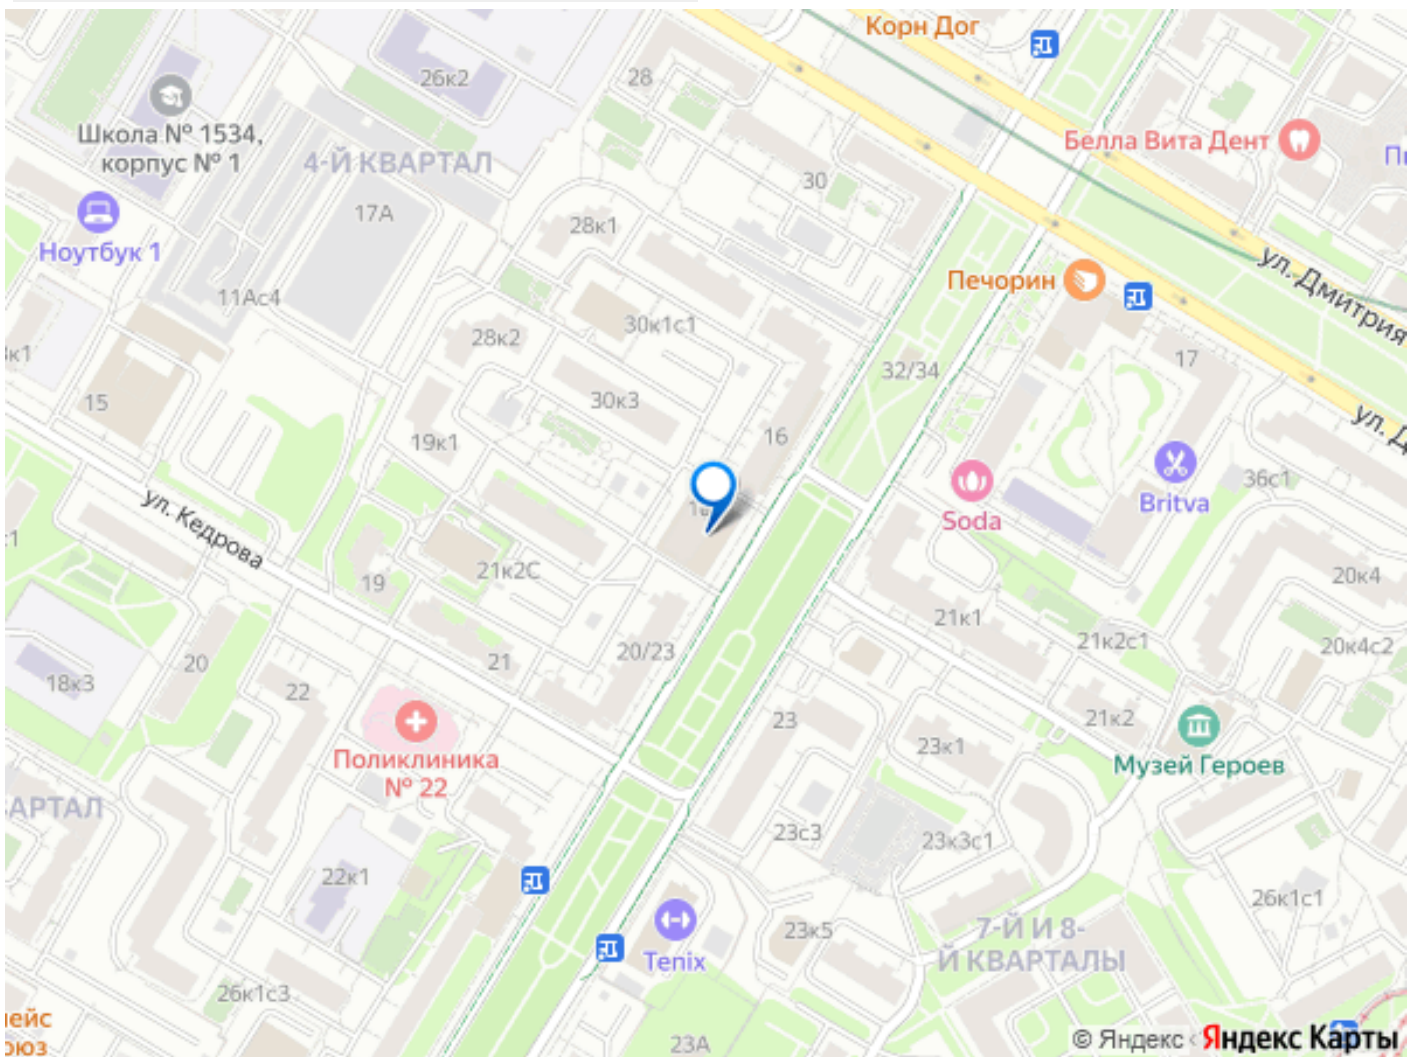 Корн Дог
26к2
28
Школа № 1534,
корпус № 1
4-Й КВАРТАЛ
Белла Вита Дент
30
17А
28к1
Ноутбук 1
ул. Дмитрия
Печорин
11Ас4
30к1с1
28к2
32/34
17
15
30к3
ул. Д
19к1
16
36с1
Soda
Britva
ул. Кедрова
21к2С
19
20к4
21к1
21к2с1
20к4с2
20/23
21
20
18к3
22
23
21к2
23к1
Поликлиника
№ 22
Музей Героев
АРТАЛ
23с3
23к3с1
22к1
26к1с1
23к5
7-Й И 8-
Й КВАРТАЛЫ
Tenix
26к1с3
23А
© Яндекс Яндекс Карты